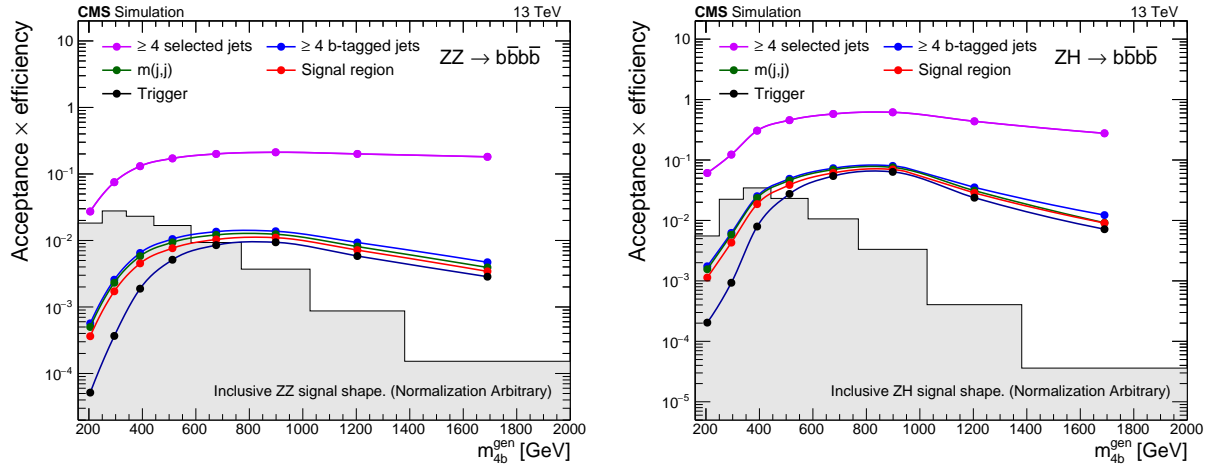 CMS Simulation 13 TeV
10
≥ 4 selected jets ≥ 4 b-tagged jets ZZ → bb̄bb̄
m(j,j) Signal region
Trigger
1
10⁻¹
10⁻²
10⁻³
10⁻⁴
Acceptance × efficiency
Inclusive ZZ signal shape. (Normalization Arbitrary)
200 400 600 800 1000 1200 1400 1600 1800 2000
m₄ᵇᵍᵉⁿ [GeV]
CMS Simulation 13 TeV
10
≥ 4 selected jets ≥ 4 b-tagged jets ZH → bb̄bb̄
m(j,j) Signal region
Trigger
1
10⁻¹
10⁻²
10⁻³
10⁻⁴
10⁻⁵
Acceptance × efficiency
Inclusive ZH signal shape. (Normalization Arbitrary)
200 400 600 800 1000 1200 1400 1600 1800 2000
m₄ᵇᵍᵉⁿ [GeV]